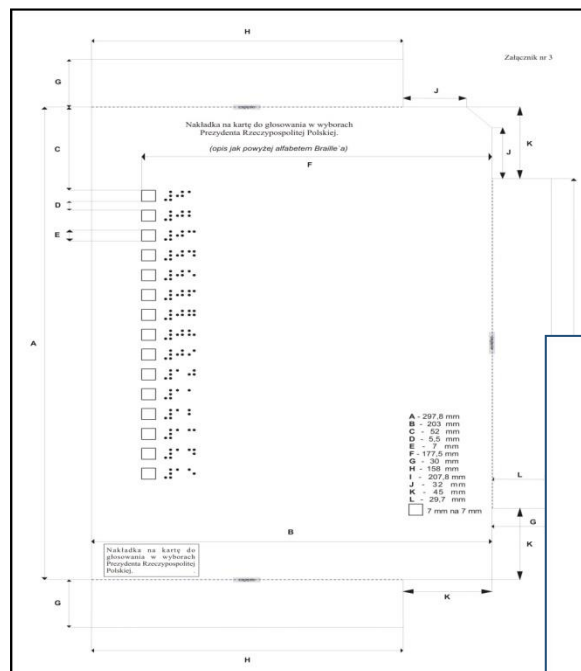 H
Załącznik nr 3
G
J
Nakładka na kartę do głosowania w wyborach
Prezydenta Rzeczypospolitej Polskiej.
K
(opis jak powyżej alfabetem Braille`a)
J
C
F
D
E
A
A - 297,8 mm
B - 203 mm
C - 52 mm
D - 5,5 mm
E - 7 mm
F - 177,5 mm
G - 30 mm
H - 158 mm
I - 207,8 mm
J - 32 mm
K - 45 mm
L - 29,7 mm
7 mm na 7 mm
L
G
B
K
Nakładka na kartę do
głosowania w wyborach
Prezydenta Rzeczypospolitej
Polskiej.
G
K
H